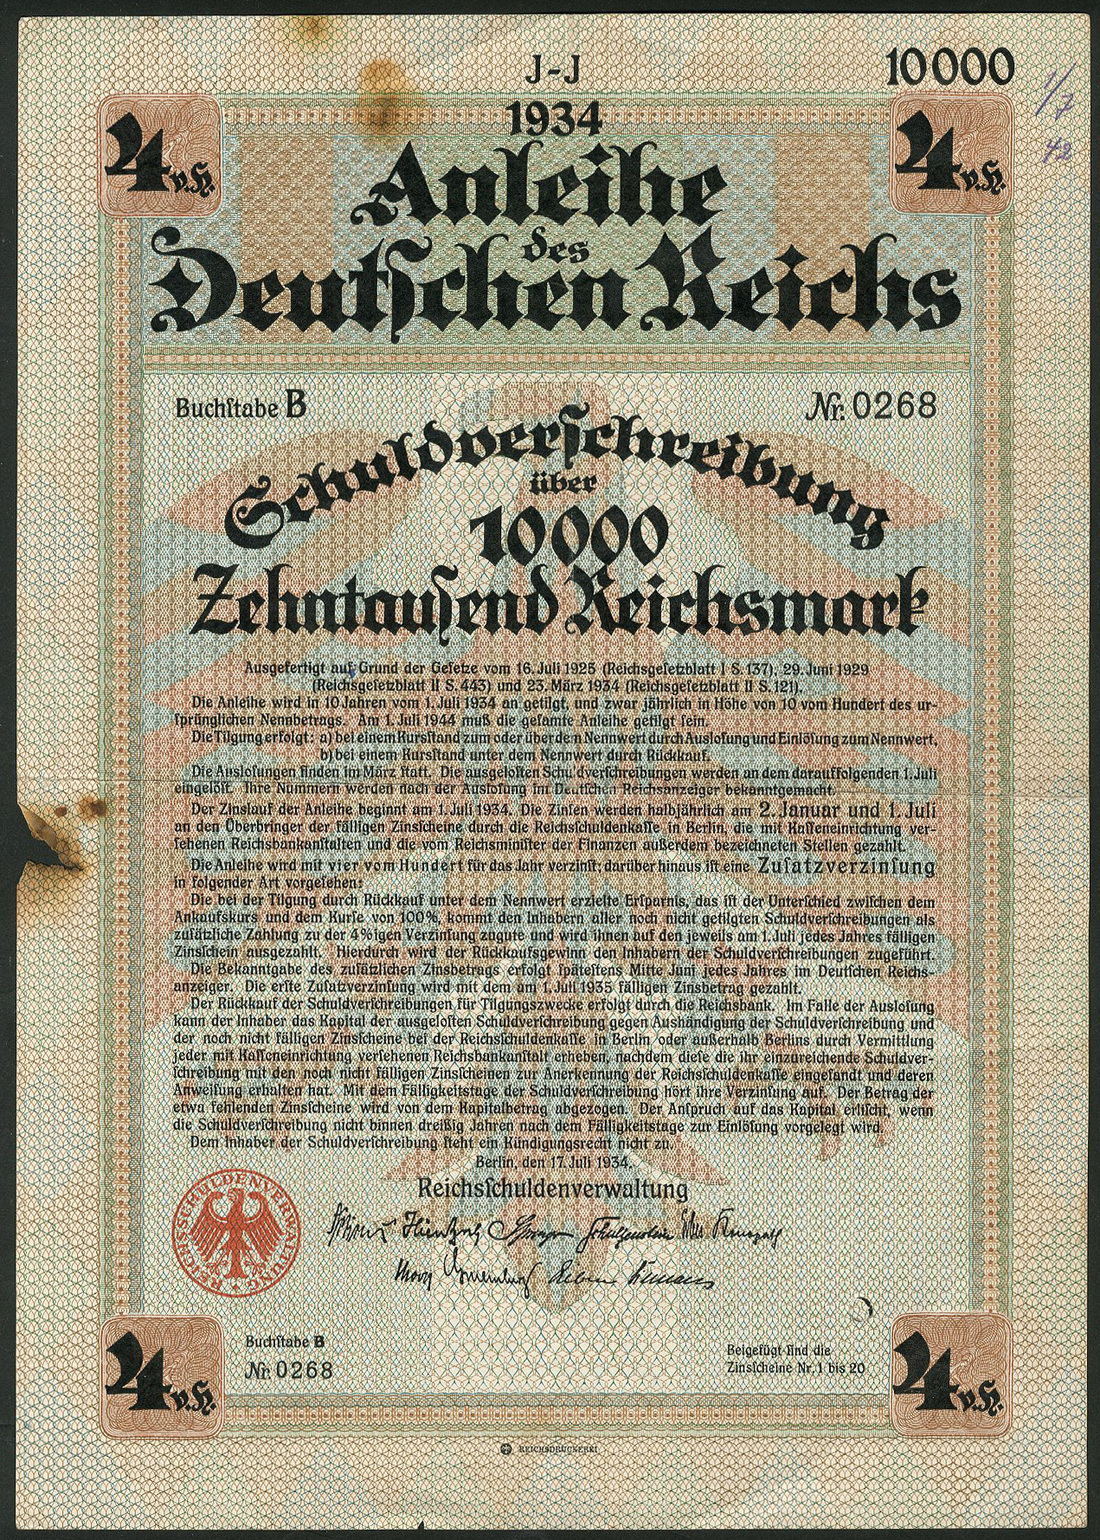 J-J
10000
1/7
42
1934
4 v.H.
4 v.H.
Anleihe
des
Deutſchen Reichs
Buchſtabe B
Nr. 0268
Schuldverſchreibung
über
10000
Zehntauſend Reichsmark
Ausgefertigt auf Grund der Geſetze vom 16. Juli 1925 (Reichsgeſetzblatt I S. 137), 29. Juni 1929
(Reichsgeſetzblatt II S. 443) und 23. März 1934 (Reichsgeſetzblatt II S. 121).
Die Anleihe wird in 10 Jahren vom 1. Juli 1934 an getilgt, und zwar jährlich in Höhe von 10 vom Hundert des ur-
ſprünglichen Nennbetrags. Am 1. Juli 1944 muß die geſamte Anleihe getilgt ſein.
Die Tilgung erfolgt: a) bei einem Kursſtand zum oder über dem Nennwert durch Ausloſung und Einlöſung zum Nennwert,
b) bei einem Kursſtand unter dem Nennwert durch Rückkauf.
Die Ausloſungen finden im März ſtatt. Die ausgeloſten Schuldverſchreibungen werden an dem darauffolgenden 1. Juli
eingelöſt. Ihre Nummern werden nach der Ausloſung im Deutſchen Reichsanzeiger bekanntgemacht.
Der Zinslauf der Anleihe beginnt am 1. Juli 1934. Die Zinſen werden halbjährlich am 2. Januar und 1. Juli
an den Überbringer der fälligen Zinsſcheine durch die Reichsſchuldenkaſſe in Berlin, die mit Kaſſeneinrichtung ver-
ſehenen Reichsbankanſtalten und die vom Reichsminiſter der Finanzen außerdem bezeichneten Stellen gezahlt.
Die Anleihe wird mit vier vom Hundert für das Jahr verzinſt; darüber hinaus iſt eine Zuſatzverzinſung
in folgender Art vorgeſehen:
Die bei der Tilgung durch Rückkauf unter dem Nennwert erzielte Erſparnis, das iſt der Unterſchied zwiſchen dem
Ankaufskurs und dem Kurſe von 100%, kommt den Inhabern aller noch nicht getilgten Schuldverſchreibungen als
zuſätzliche Zahlung zu der 4%igen Verzinſung zugute und wird ihnen auf den jeweils am 1. Juli jedes Jahres fälligen
Zinsſchein ausgezahlt. Hierdurch wird der Rückkaufsgewinn den Inhabern der Schuldverſchreibungen zugeführt.
Die Bekanntgabe des zuſätzlichen Zinsbetrags erfolgt ſpäteſtens Mitte Juni jedes Jahres im Deutſchen Reichs-
anzeiger. Die erſte Zuſatzverzinſung wird mit dem am 1. Juli 1935 fälligen Zinsbetrag gezahlt.
Der Rückkauf der Schuldverſchreibungen für Tilgungszwecke erfolgt durch die Reichsbank. Im Falle der Ausloſung
kann der Inhaber das Kapital der ausgeloſten Schuldverſchreibung gegen Aushändigung der Schuldverſchreibung und
der noch nicht fälligen Zinsſcheine bei der Reichsſchuldenkaſſe in Berlin oder außerhalb Berlins durch Vermittlung
jeder mit Kaſſeneinrichtung verſehenen Reichsbankanſtalt erheben, nachdem dieſe die ihr einzureichende Schuldver-
ſchreibung mit den noch nicht fälligen Zinsſcheinen zur Anerkennung der Reichsſchuldenkaſſe eingeſandt und deren
Anweiſung erhalten hat. Mit dem Fälligkeitstage der Schuldverſchreibung hört ihre Verzinſung auf. Der Betrag der
etwa fehlenden Zinsſcheine wird von dem Kapitalbetrag abgezogen. Der Anſpruch auf das Kapital erliſcht, wenn
die Schuldverſchreibung nicht binnen dreißig Jahren nach dem Fälligkeitstage zur Einlöſung vorgelegt wird.
Dem Inhaber der Schuldverſchreibung ſteht ein Kündigungsrecht nicht zu.
Berlin, den 17. Juli 1934.
Reichsſchuldenverwaltung
REICHSSCHULDENVERWALTUNG
4 v.H.
4 v.H.
Buchſtabe B
Nr. 0268
Beigefügt ſind die
Zinsſcheine Nr. 1 bis 20
REICHSDRUCKEREI